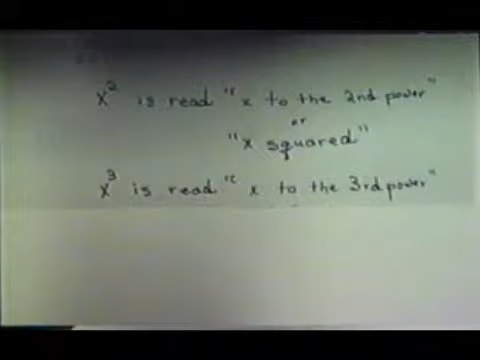 x² is read "x to the 2nd power"
or
"x squared"
x³ is read "x to the 3rd power"